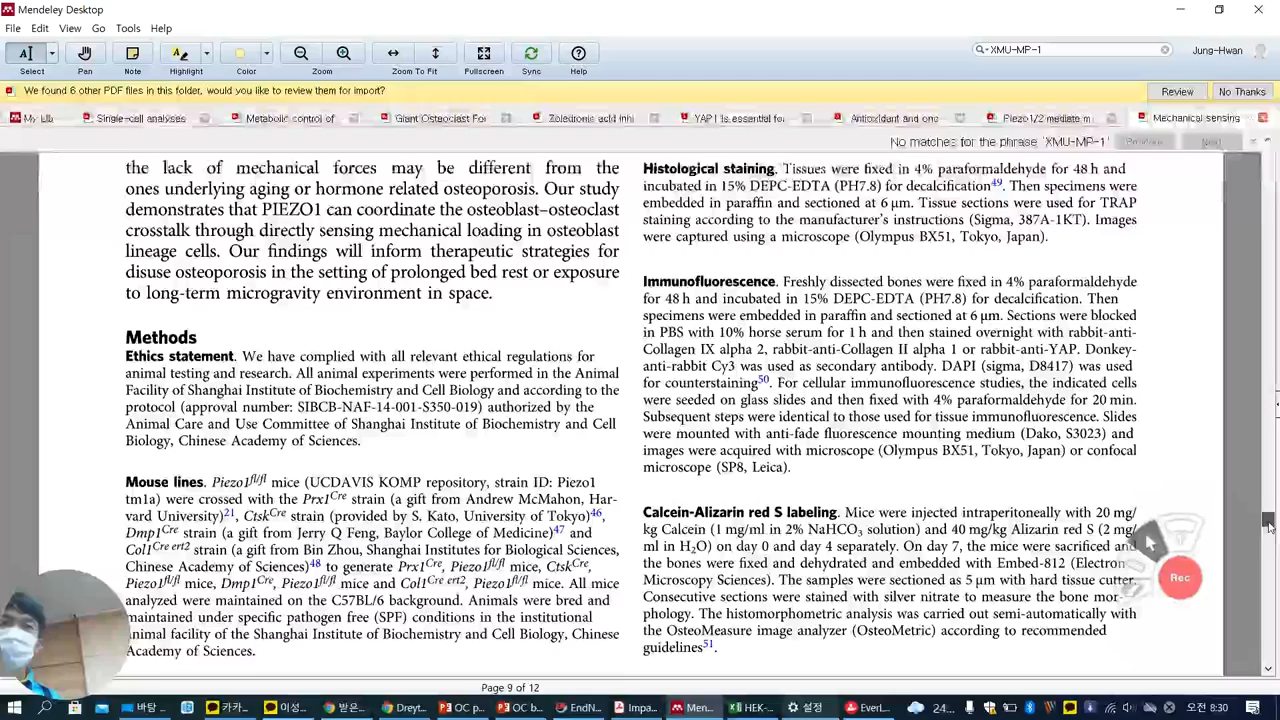 Mendeley Desktop
File Edit View Go Tools Help
XMU-MP-1
Jung-Hwan
Select Pan Note Highlight Color Zoom Zoom To Fit Fullscreen Sync Help
We found 6 other PDF files in this folder, would you like to review them for import? Review No Thanks
My Lib Single-cell analyses Metabolic control of Giant Osteoclast For Zoledronic acid inhi YAP1 is essential for Antioxidant and ono Piezo1/2 mediate m Mechanical sensing
No matches for the phrase 'XMU-MP-1' Previous Next
the lack of mechanical forces may be different from the
ones underlying aging or hormone related osteoporosis. Our study
demonstrates that PIEZO1 can coordinate the osteoblast–osteoclast
crosstalk through directly sensing mechanical loading in osteoblast
lineage cells. Our findings will inform therapeutic strategies for
disuse osteoporosis in the setting of prolonged bed rest or exposure
to long-term microgravity environment in space.
Methods
Ethics statement. We have complied with all relevant ethical regulations for
animal testing and research. All animal experiments were performed in the Animal
Facility of Shanghai Institute of Biochemistry and Cell Biology and according to the
protocol (approval number: SIBCB-NAF-14-001-S350-019) authorized by the
Animal Care and Use Committee of Shanghai Institute of Biochemistry and Cell
Biology, Chinese Academy of Sciences.
Mouse lines. Piezo1fl/fl mice (UCDAVIS KOMP repository, strain ID: Piezo1
tm1a) were crossed with the Prx1Cre strain (a gift from Andrew McMahon, Har-
vard University)21, CtskCre strain (provided by S. Kato, University of Tokyo)46,
Dmp1Cre strain (a gift from Jerry Q Feng, Baylor College of Medicine)47 and
Col1Cre ert2 strain (a gift from Bin Zhou, Shanghai Institutes for Biological Sciences,
Chinese Academy of Sciences)48 to generate Prx1Cre, Piezo1fl/fl mice, CtskCre,
Piezo1fl/fl mice, Dmp1Cre, Piezo1fl/fl mice and Col1Cre ert2, Piezo1fl/fl mice. All mice
analyzed were maintained on the C57BL/6 background. Animals were bred and
maintained under specific pathogen free (SPF) conditions in the institutional
animal facility of the Shanghai Institute of Biochemistry and Cell Biology, Chinese
Academy of Sciences.
Histological staining. Tissues were fixed in 4% paraformaldehyde for 48 h and
incubated in 15% DEPC-EDTA (PH7.8) for decalcification49. Then specimens were
embedded in paraffin and sectioned at 6 μm. Tissue sections were used for TRAP
staining according to the manufacturer's instructions (Sigma, 387A-1KT). Images
were captured using a microscope (Olympus BX51, Tokyo, Japan).
Immunofluorescence. Freshly dissected bones were fixed in 4% paraformaldehyde
for 48 h and incubated in 15% DEPC-EDTA (PH7.8) for decalcification. Then
specimens were embedded in paraffin and sectioned at 6 μm. Sections were blocked
in PBS with 10% horse serum for 1 h and then stained overnight with rabbit-anti-
Collagen IX alpha 2, rabbit-anti-Collagen II alpha 1 or rabbit-anti-YAP. Donkey-
anti-rabbit Cy3 was used as secondary antibody. DAPI (sigma, D8417) was used
for counterstaining50. For cellular immunofluorescence studies, the indicated cells
were seeded on glass slides and then fixed with 4% paraformaldehyde for 20 min.
Subsequent steps were identical to those used for tissue immunofluorescence. Slides
were mounted with anti-fade fluorescence mounting medium (Dako, S3023) and
images were acquired with microscope (Olympus BX51, Tokyo, Japan) or confocal
microscope (SP8, Leica).
Calcein-Alizarin red S labeling. Mice were injected intraperitoneally with 20 mg/
kg Calcein (1 mg/ml in 2% NaHCO3 solution) and 40 mg/kg Alizarin red S (2 mg/
ml in H2O) on day 0 and day 4 separately. On day 7, the mice were sacrificed and
the bones were fixed and dehydrated and embedded with Embed-812 (Electron
Microscopy Sciences). The samples were sectioned as 5 μm with hard tissue cutter.
Consecutive sections were stained with silver nitrate to measure the bone mor-
phology. The histomorphometric analysis was carried out semi-automatically with
the OsteoMeasure image analyzer (OsteoMetric) according to recommended
guidelines51.
Rec
Page 9 of 12
바탕 카카 이성 받은 Dreyt OC p OC b EndN Impa Men HEK- 설정 EverL 24 오후 8:30